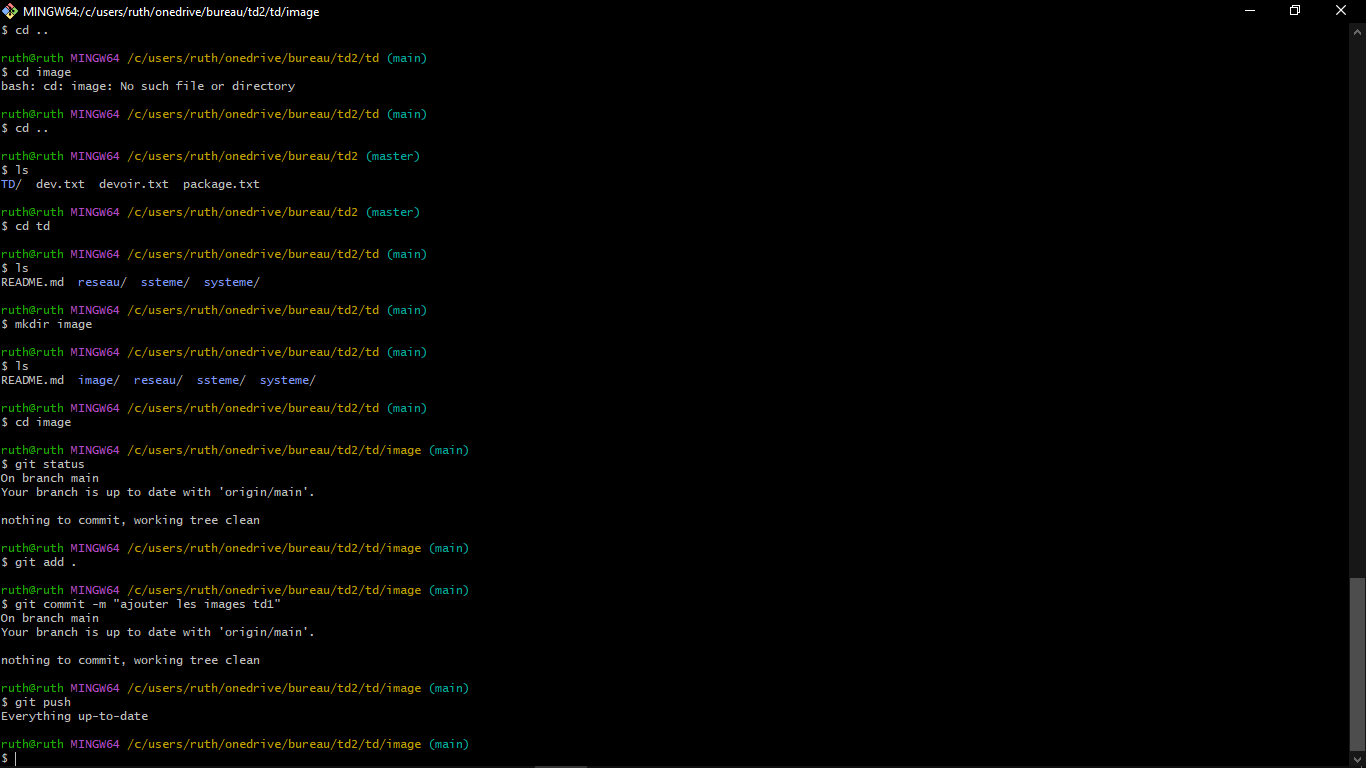 MINGW64:/c/users/ruth/onedrive/bureau/td2/td/image
$ cd ..
ruth@ruth MINGW64 /c/users/ruth/onedrive/bureau/td2/td (main)
$ cd image
bash: cd: image: No such file or directory
ruth@ruth MINGW64 /c/users/ruth/onedrive/bureau/td2/td (main)
$ cd ..
ruth@ruth MINGW64 /c/users/ruth/onedrive/bureau/td2 (master)
$ ls
TD/  dev.txt  devoir.txt  package.txt
ruth@ruth MINGW64 /c/users/ruth/onedrive/bureau/td2 (master)
$ cd td
ruth@ruth MINGW64 /c/users/ruth/onedrive/bureau/td2/td (main)
$ ls
README.md  reseau/  ssteme/  systeme/
ruth@ruth MINGW64 /c/users/ruth/onedrive/bureau/td2/td (main)
$ mkdir image
ruth@ruth MINGW64 /c/users/ruth/onedrive/bureau/td2/td (main)
$ ls
README.md  image/  reseau/  ssteme/  systeme/
ruth@ruth MINGW64 /c/users/ruth/onedrive/bureau/td2/td (main)
$ cd image
ruth@ruth MINGW64 /c/users/ruth/onedrive/bureau/td2/td/image (main)
$ git status
On branch main
Your branch is up to date with 'origin/main'.
nothing to commit, working tree clean
ruth@ruth MINGW64 /c/users/ruth/onedrive/bureau/td2/td/image (main)
$ git add .
ruth@ruth MINGW64 /c/users/ruth/onedrive/bureau/td2/td/image (main)
$ git commit -m "ajouter les images td1"
On branch main
Your branch is up to date with 'origin/main'.
nothing to commit, working tree clean
ruth@ruth MINGW64 /c/users/ruth/onedrive/bureau/td2/td/image (main)
$ git push
Everything up-to-date
ruth@ruth MINGW64 /c/users/ruth/onedrive/bureau/td2/td/image (main)
$